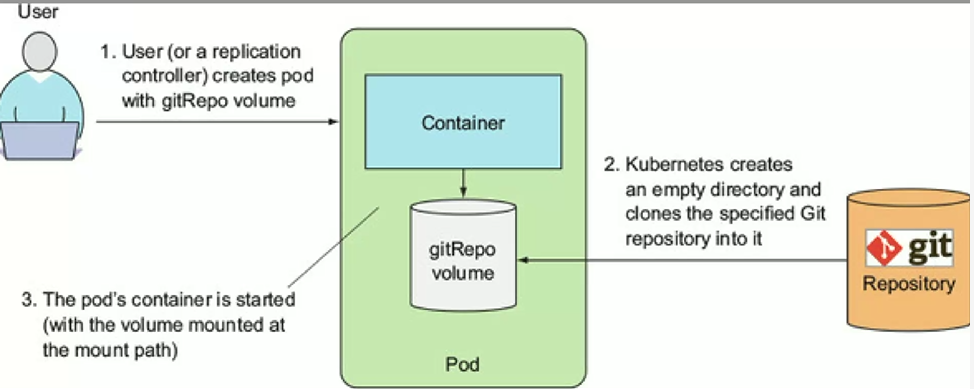 User
1. User (or a replication
controller) creates pod
with gitRepo volume
Container
2. Kubernetes creates
an empty directory and
clones the specified Git
repository into it
gitRepo
volume
git
Repository
3. The pod's container is started
(with the volume mounted at
the mount path)
Pod